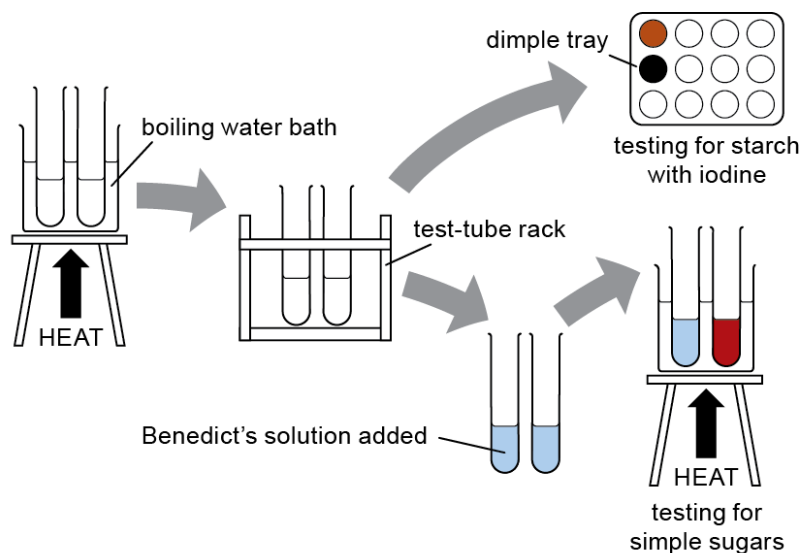 dimple tray
testing for starch
with iodine
boiling water bath
test-tube rack
HEAT
Benedict's solution added
HEAT
testing for
simple sugars